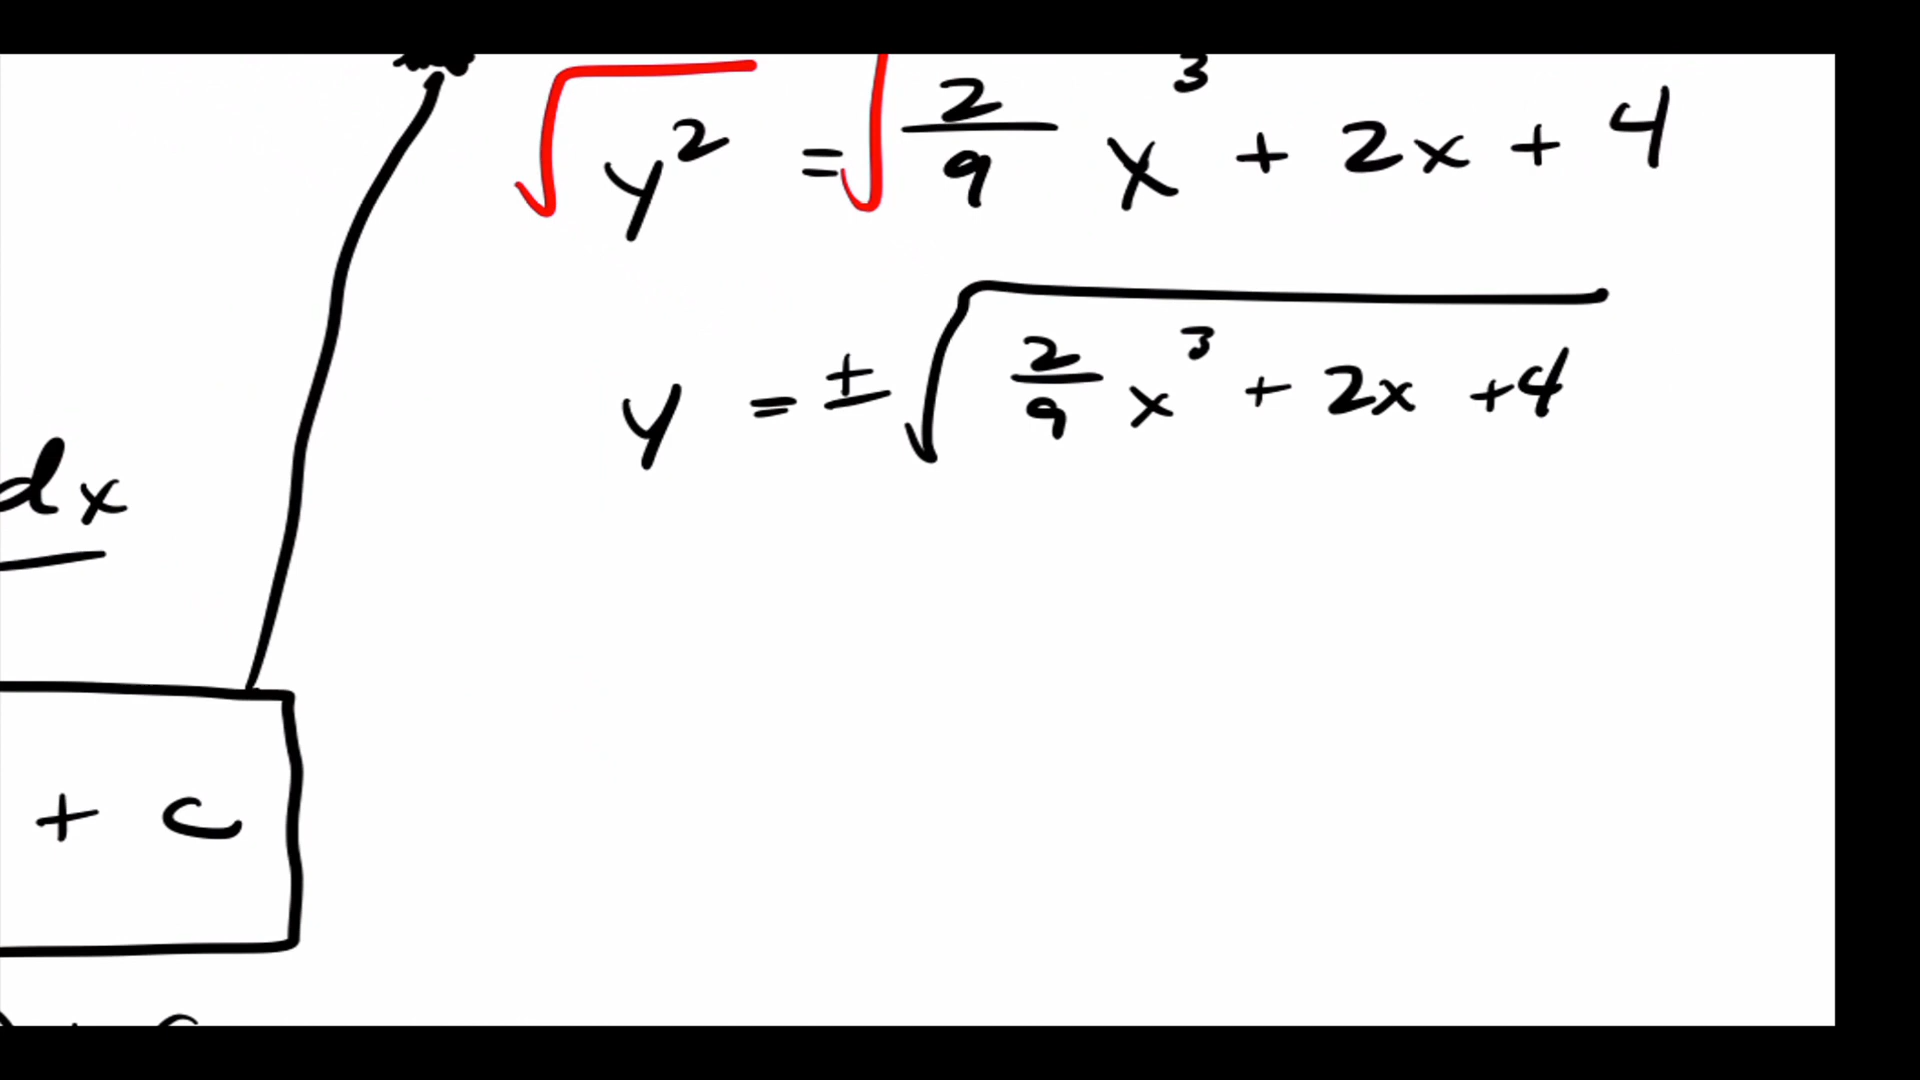 √y² = √2/9 x³ + 2x + 4
y = ± √(2/9 x³ + 2x + 4)
dx
+ c